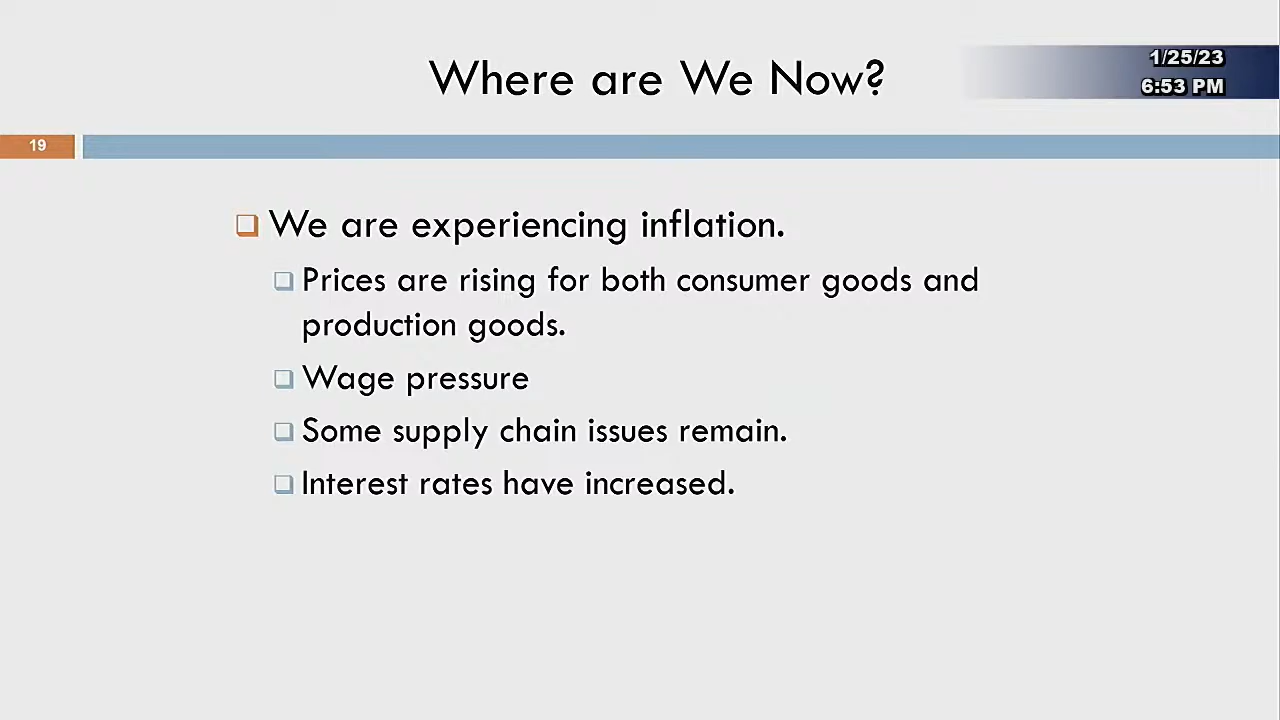 Where are We Now?
1/25/23
6:53 PM
19
We are experiencing inflation.
Prices are rising for both consumer goods and
production goods.
Wage pressure
Some supply chain issues remain.
Interest rates have increased.